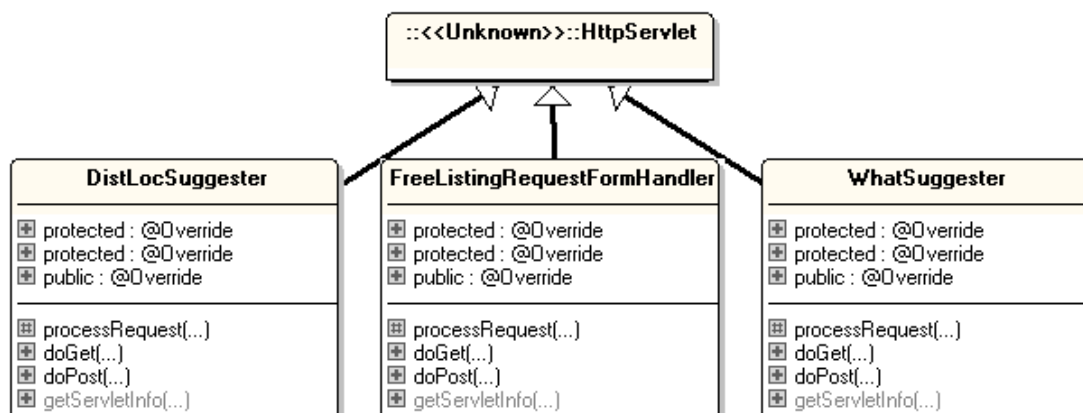 ::<<Unknown>>::HttpServlet
DistLocSuggester
protected : @Override
protected : @Override
public : @Override
processRequest(...)
doGet(...)
doPost(...)
getServletInfo(...)
FreeListingRequestFormHandler
protected : @Override
protected : @Override
public : @Override
processRequest(...)
doGet(...)
doPost(...)
getServletInfo(...)
WhatSuggester
protected : @Override
protected : @Override
public : @Override
processRequest(...)
doGet(...)
doPost(...)
getServletInfo(...)